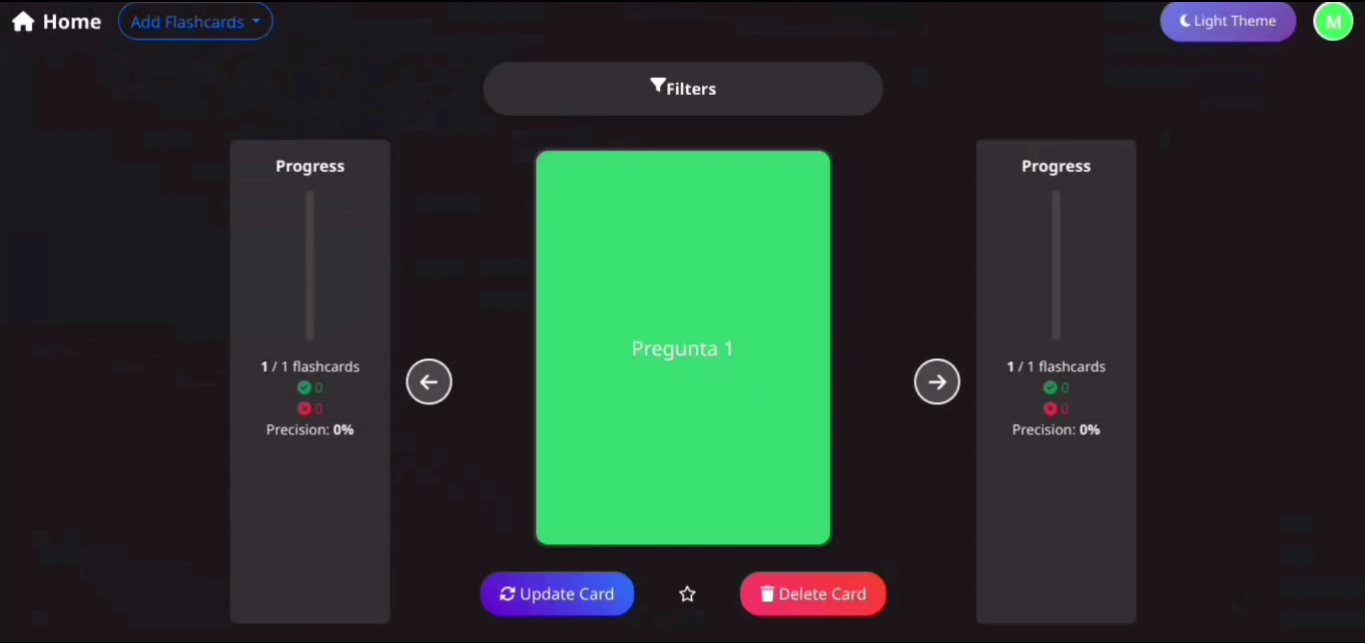 Home
Add Flashcards
Light Theme
M
Filters
Progress
1 / 1 flashcards
0
0
Precision: 0%
Pregunta 1
Progress
1 / 1 flashcards
0
0
Precision: 0%
Update Card
Delete Card